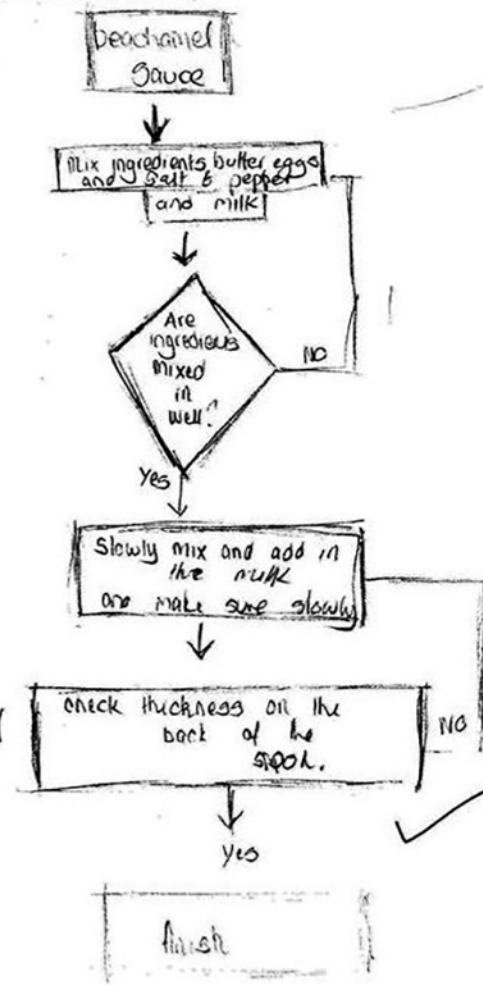 beachamel
Sauce
Mix ingredients butter eggs
and Salt & pepper
and milk
Are
ingredieus
mixed
in
well?
NO
Yes
Slowly mix and add in
the milk
and make sure slowly
check thickness on the
back of the
spoon.
NO
Yes
finish